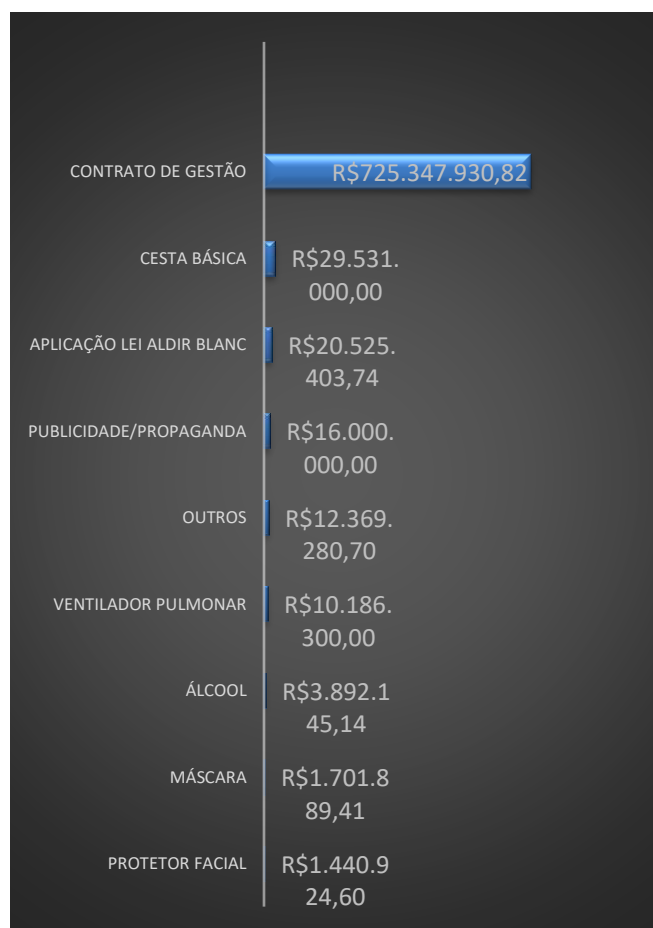 CONTRATO DE GESTÃO R$725.347.930,82
CESTA BÁSICA R$29.531.
000,00
APLICAÇÃO LEI ALDIR BLANC R$20.525.
403,74
PUBLICIDADE/PROPAGANDA R$16.000.
000,00
OUTROS R$12.369.
280,70
VENTILADOR PULMONAR R$10.186.
300,00
ÁLCOOL R$3.892.1
45,14
MÁSCARA R$1.701.8
89,41
PROTETOR FACIAL R$1.440.9
24,60